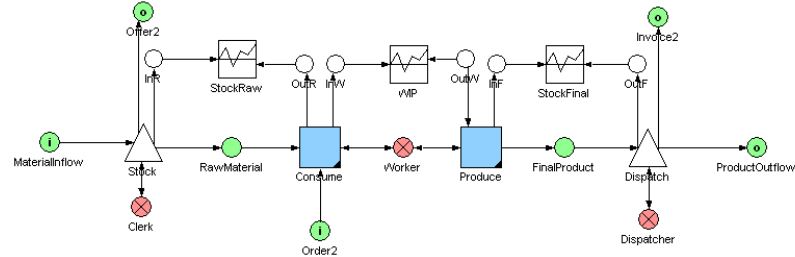 o
o
Offer2
Invoice2
InR
StockRaw
OutR
InW
WIP
OutW
InF
StockFinal
OutF
i
o
MaterialInflow
Stock
RawMaterial
Consume
Worker
Produce
FinalProduct
Dispatch
ProductOutflow
Clerk
i
Order2
Dispatcher